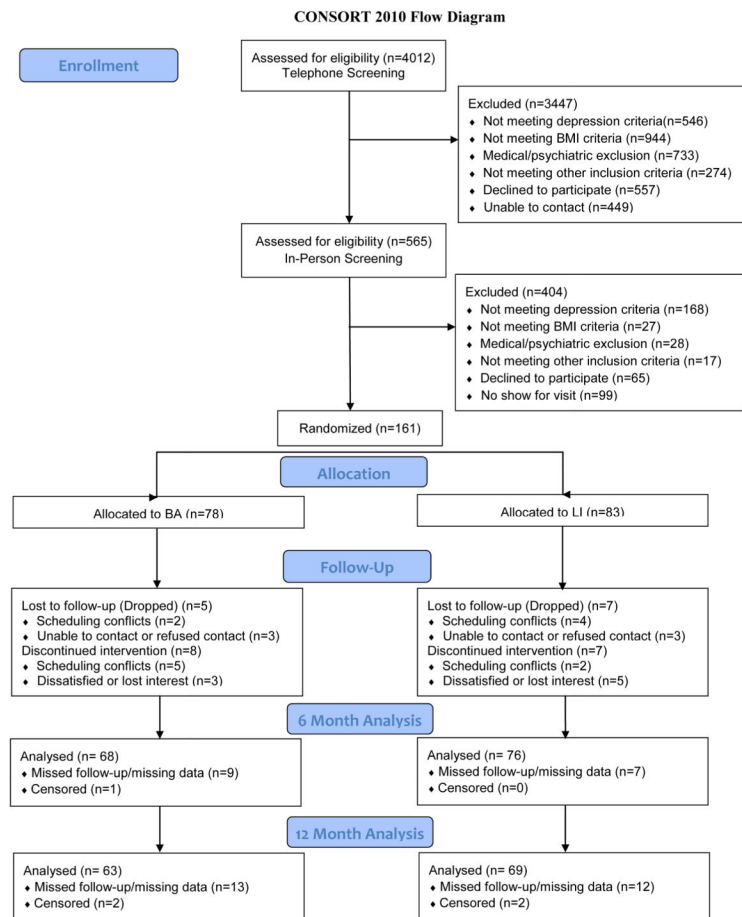 CONSORT 2010 Flow Diagram
Enrollment
Assessed for eligibility (n=4012)
Telephone Screening
Excluded (n=3447)
♦ Not meeting depression criteria(n=546)
♦ Not meeting BMI criteria (n=944)
♦ Medical/psychiatric exclusion (n=733)
♦ Not meeting other inclusion criteria (n=274)
♦ Declined to participate (n=557)
♦ Unable to contact (n=449)
Assessed for eligibility (n=565)
In-Person Screening
Excluded (n=404)
♦ Not meeting depression criteria (n=168)
♦ Not meeting BMI criteria (n=27)
♦ Medical/psychiatric exclusion (n=28)
♦ Not meeting other inclusion criteria (n=17)
♦ Declined to participate (n=65)
♦ No show for visit (n=99)
Randomized (n=161)
Allocation
Allocated to BA (n=78)
Allocated to LI (n=83)
Follow-Up
Lost to follow-up (Dropped) (n=5)
♦ Scheduling conflicts (n=2)
♦ Unable to contact or refused contact (n=3)
Discontinued intervention (n=8)
♦ Scheduling conflicts (n=5)
♦ Dissatisfied or lost interest (n=3)
Lost to follow-up (Dropped) (n=7)
♦ Scheduling conflicts (n=4)
♦ Unable to contact or refused contact (n=3)
Discontinued intervention (n=7)
♦ Scheduling conflicts (n=2)
♦ Dissatisfied or lost interest (n=5)
6 Month Analysis
Analysed (n= 68)
♦ Missed follow-up/missing data (n=9)
♦ Censored (n=1)
Analysed (n= 76)
♦ Missed follow-up/missing data (n=7)
♦ Censored (n=0)
12 Month Analysis
Analysed (n= 63)
♦ Missed follow-up/missing data (n=13)
♦ Censored (n=2)
Analysed (n= 69)
♦ Missed follow-up/missing data (n=12)
♦ Censored (n=2)